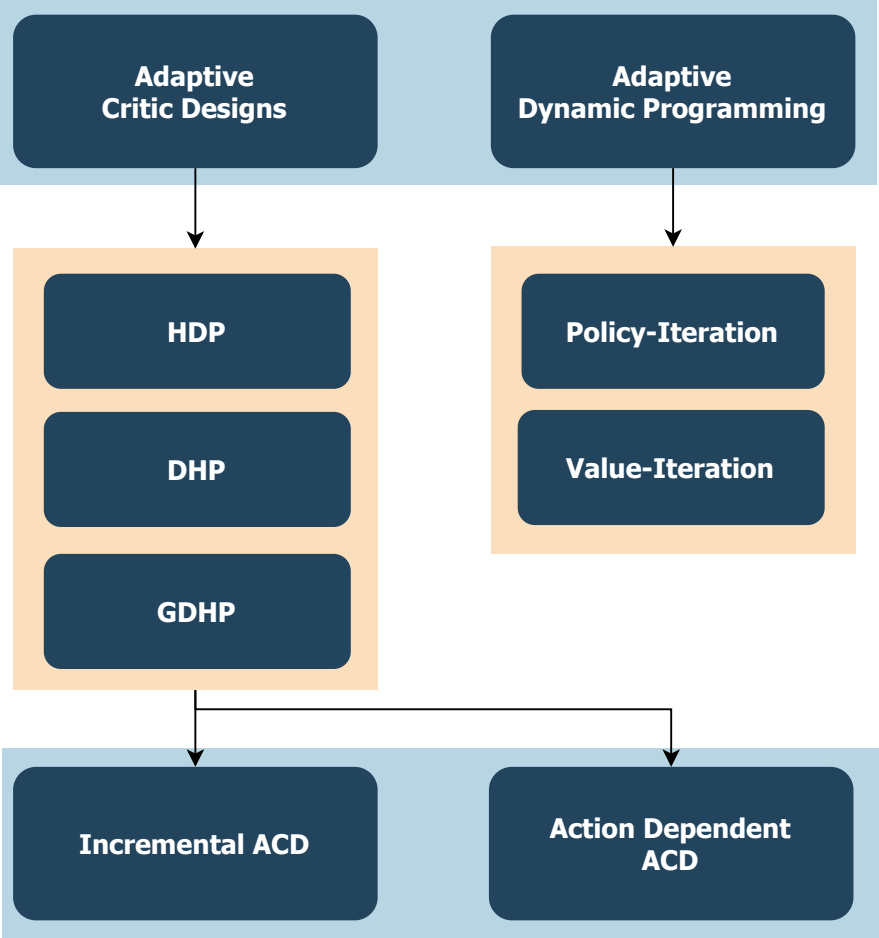 Adaptive
Critic Designs
Adaptive
Dynamic Programming
HDP
DHP
GDHP
Policy-Iteration
Value-Iteration
Incremental ACD
Action Dependent
ACD